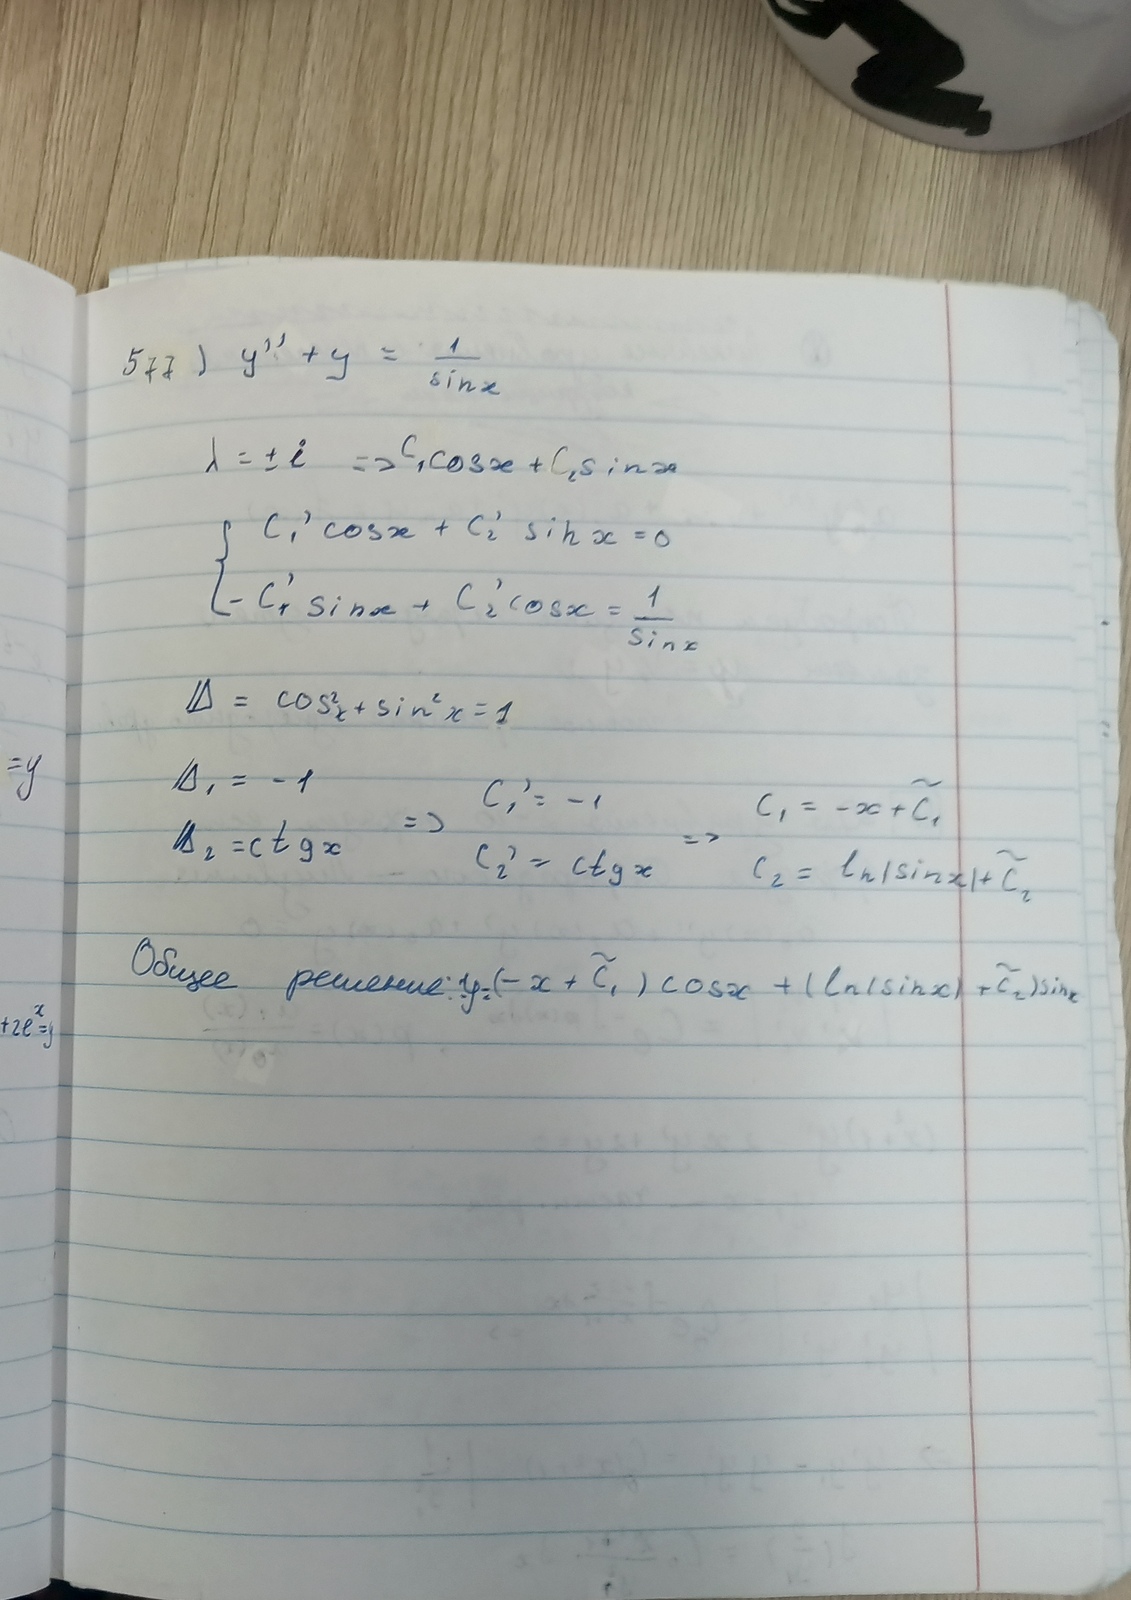 577) y'' + y = 1/sinx
λ = ± i => C₁cosx + C₂sinx
{ C₁' cosx + C₂' sinx = 0
- C₁' sinx + C₂' cosx = 1/sinx
Δ = cos²x + sin²x = 1
Δ₁ = -1 => C₁' = -1 => C₁ = -x + C̃₁
Δ₂ = ctgx C₂' = ctgx C₂ = ln|sinx| + C̃₂
Общее решение: y = (-x + C̃₁) cosx + (ln|sinx| + C̃₂) sinx
=y
+2eˣ=y